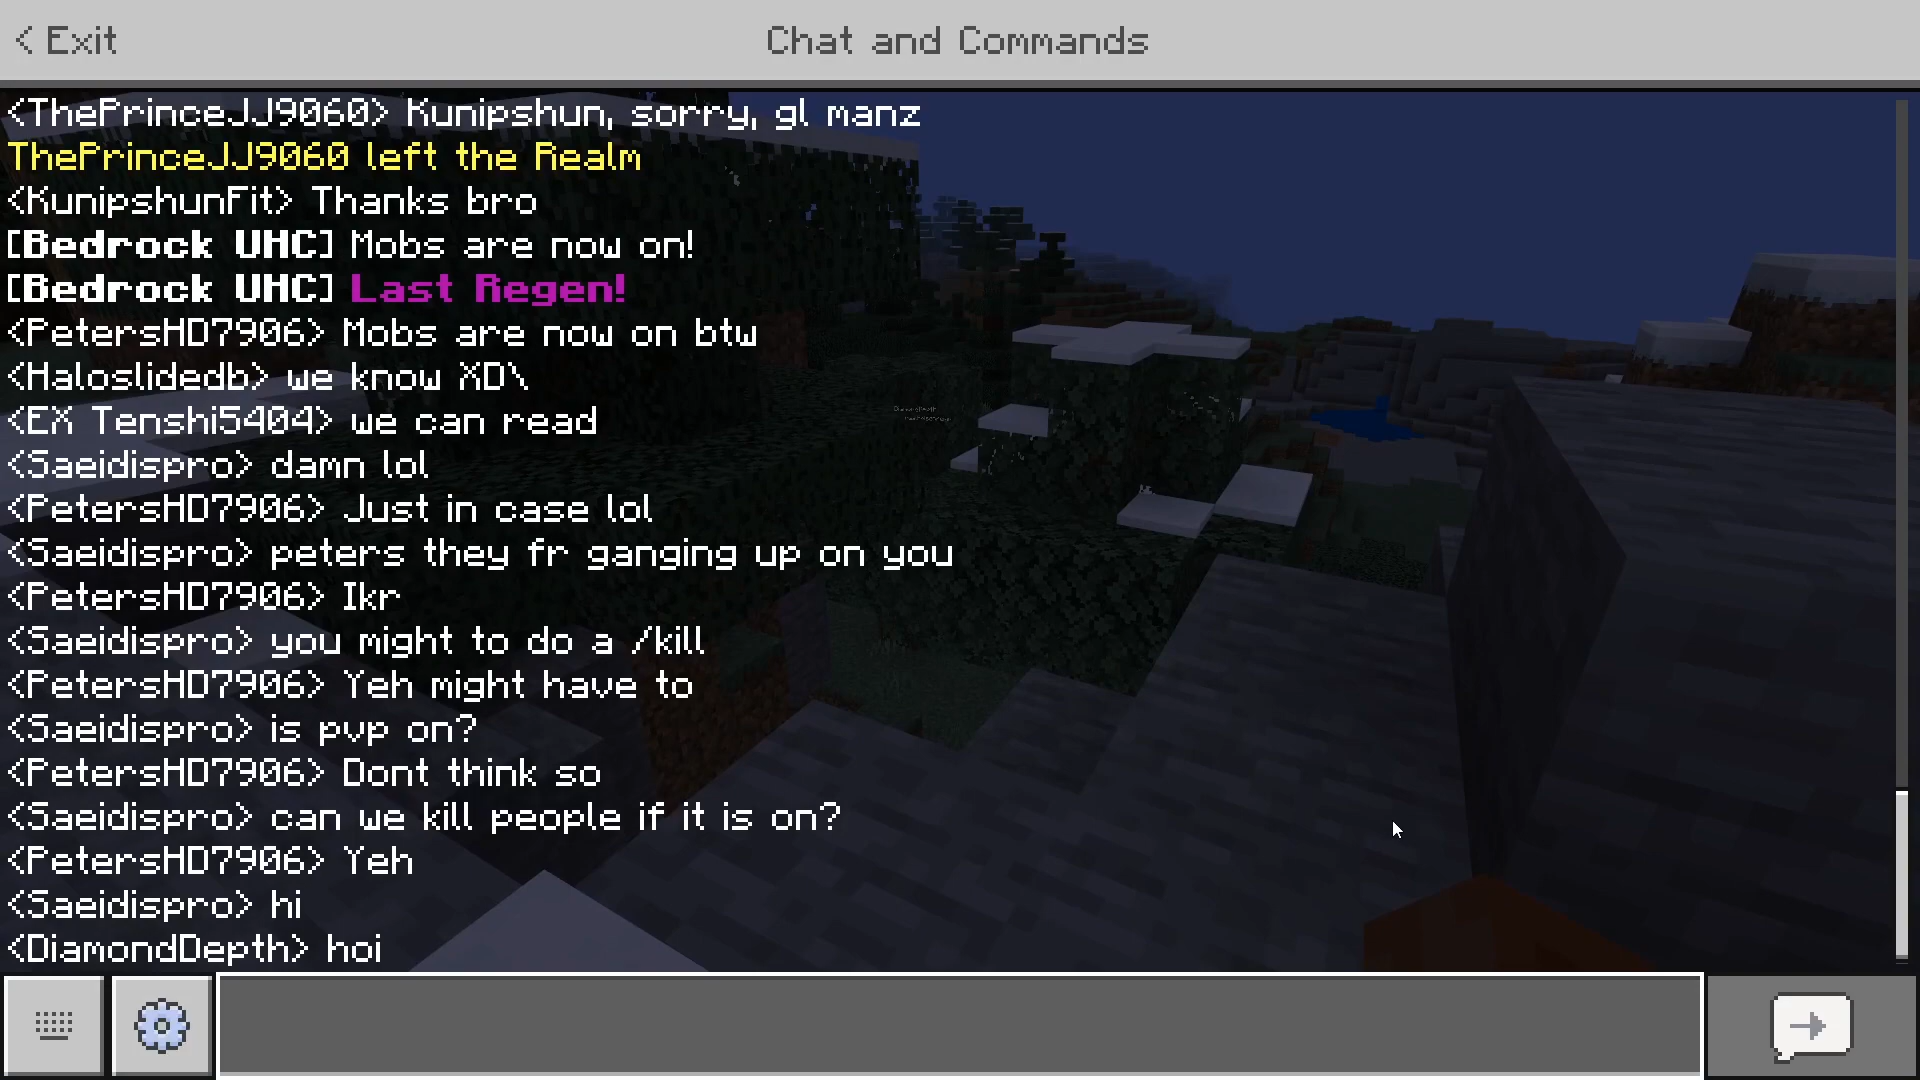 < Exit
Chat and Commands
<ThePrinceJJ9060> Kunipshun, sorry, gl manz
ThePrinceJJ9060 left the Realm
<KunipshunFit> Thanks bro
[Bedrock UHC] Mobs are now on!
[Bedrock UHC] Last Regen!
<PetersHD7906> Mobs are now on btw
<Haloslidedb> we know XD\
<EX Tenshi5404> we can read
<Saeidispro> damn lol
<PetersHD7906> Just in case lol
<Saeidispro> peters they fr ganging up on you
<PetersHD7906> Ikr
<Saeidispro> you might to do a /kill
<PetersHD7906> Yeh might have to
<Saeidispro> is pvp on?
<PetersHD7906> Dont think so
<Saeidispro> can we kill people if it is on?
<PetersHD7906> Yeh
<Saeidispro> hi
<DiamondDepth> hoi